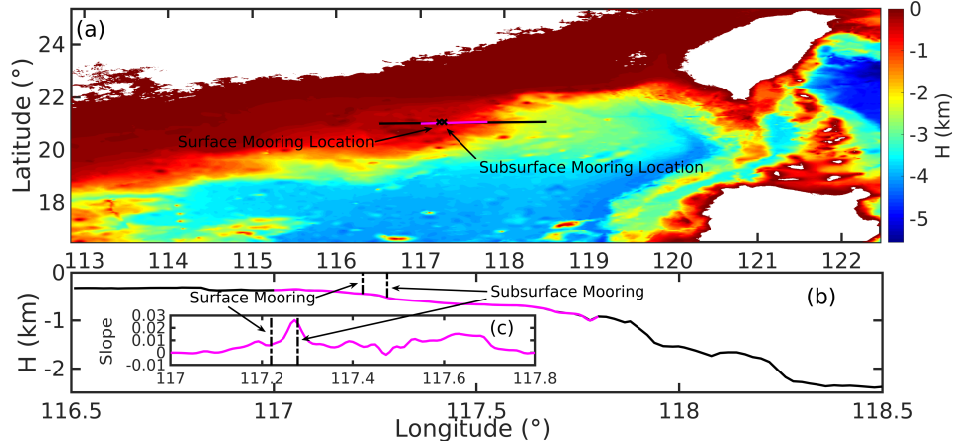 (a)
24
22
20
18
Latitude (°)
Surface Mooring Location
Subsurface Mooring Location
0
-1
-2
-3
-4
-5
H (km)
113 114 115 116 117 118 119 120 121 122
0
-1
-2
H (km)
(b)
Surface Mooring
Subsurface Mooring
(c)
0.03
0.01
-0.01
Slope
117 117.2 117.4 117.6 117.8
116.5 117 117.5 118 118.5
Longitude (°)